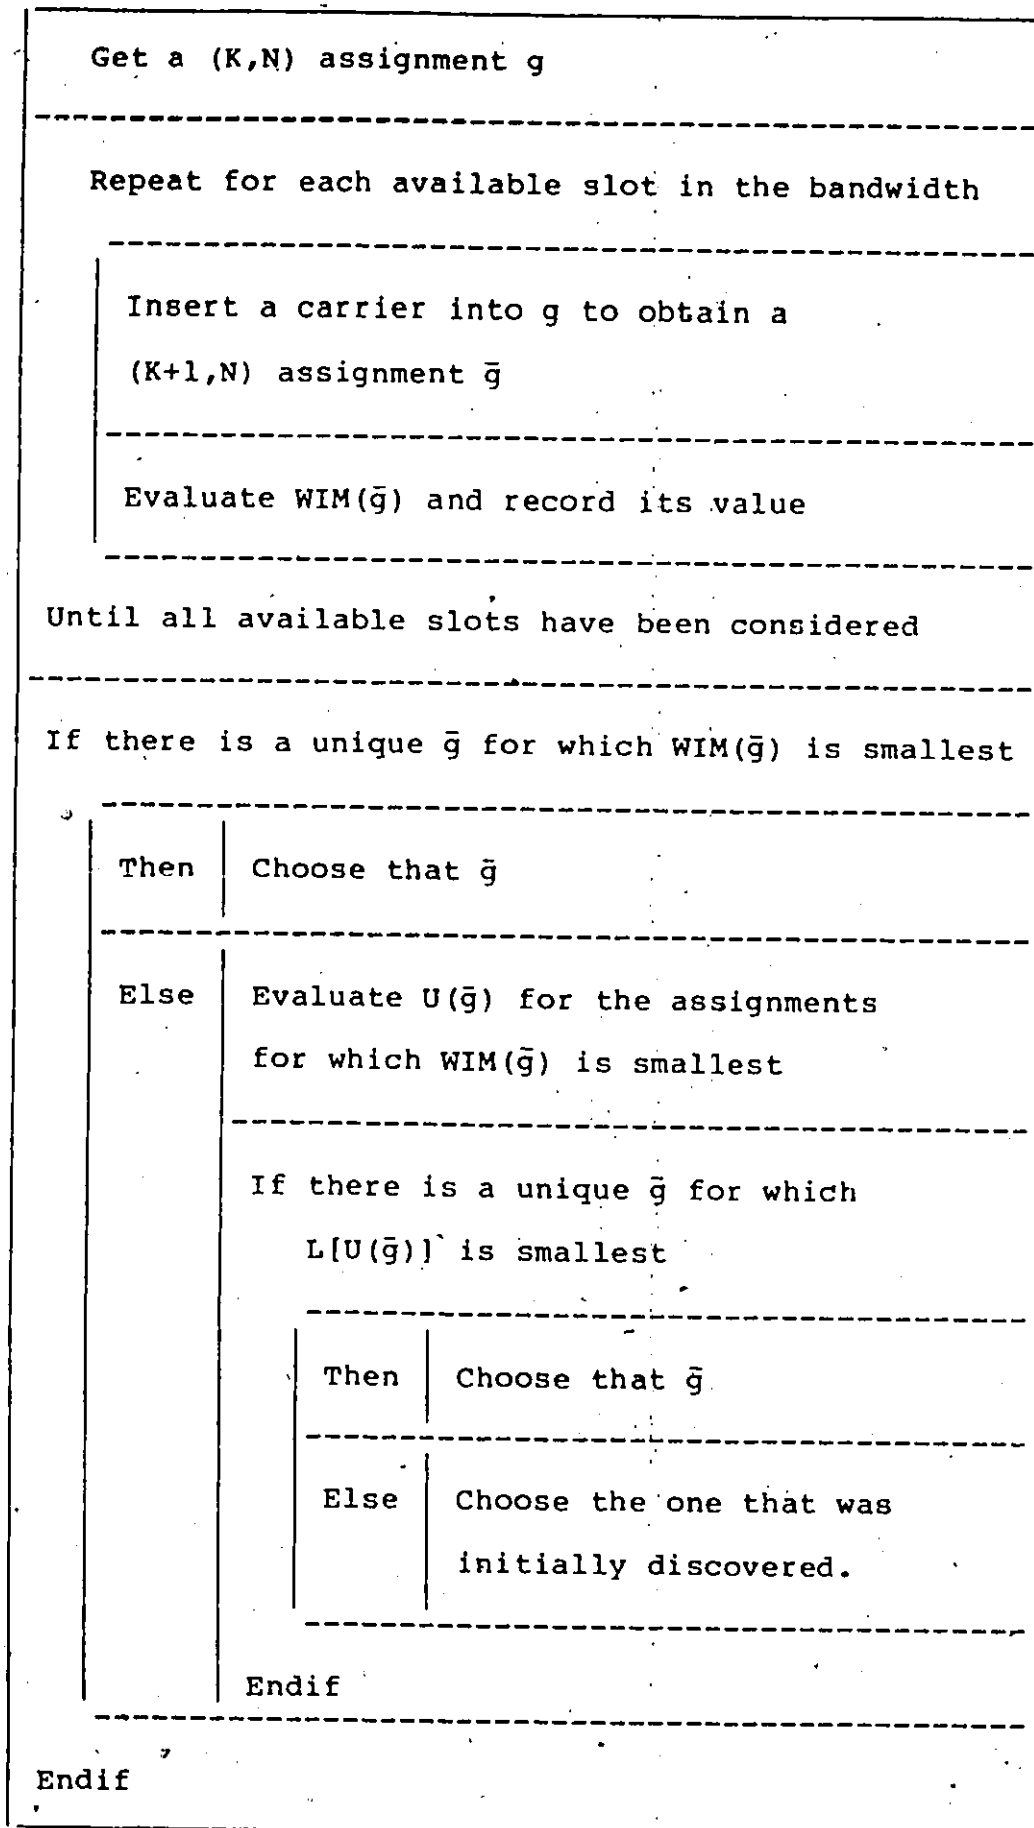 Get a (K,N) assignment g
Repeat for each available slot in the bandwidth
Insert a carrier into g to obtain a
(K+1,N) assignment ḡ
Evaluate WIM(ḡ) and record its value
Until all available slots have been considered
If there is a unique ḡ for which WIM(ḡ) is smallest
Then Choose that ḡ
Else Evaluate U(ḡ) for the assignments
for which WIM(ḡ) is smallest
If there is a unique ḡ for which
L[U(ḡ)] is smallest
Then Choose that ḡ
Else Choose the one that was
initially discovered.
Endif
Endif